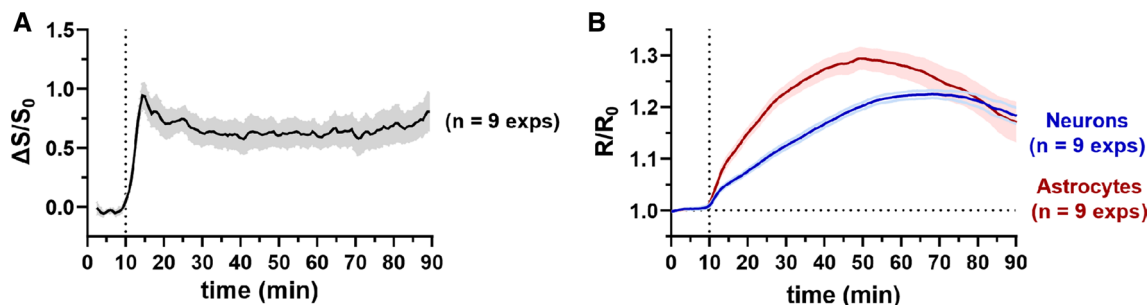 A
ΔS/S0
1.5
1.0
0.5
0.0
0 10 20 30 40 50 60 70 80 90
time (min)
(n = 9 exps)
B
R/R0
1.3
1.2
1.1
1.0
0 10 20 30 40 50 60 70 80 90
time (min)
Neurons
(n = 9 exps)
Astrocytes
(n = 9 exps)